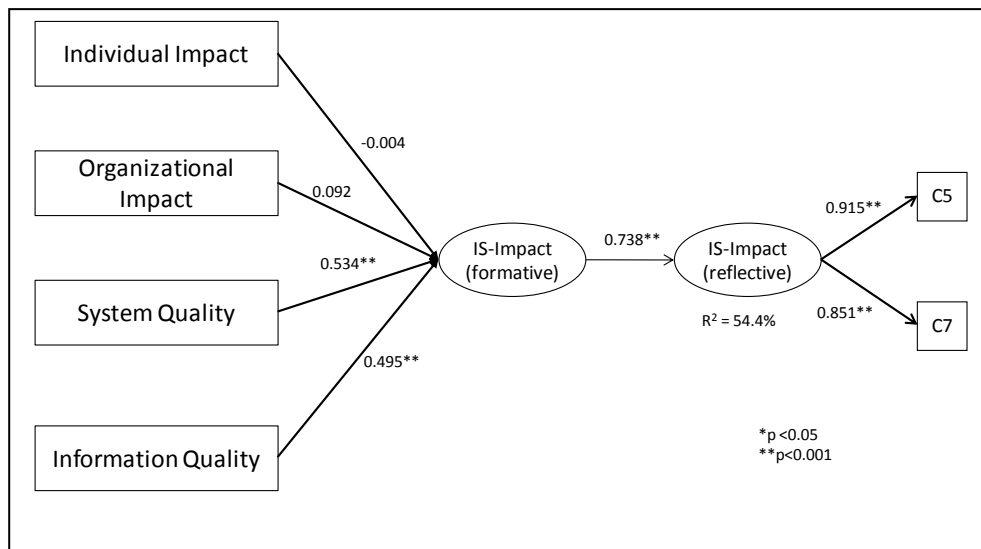 Individual Impact
-0.004
Organizational
Impact
0.092
C5
0.915**
IS-Impact
(formative)
0.738**
IS-Impact
(reflective)
0.534**
System Quality
R² = 54.4%
0.851**
C7
0.495**
Information Quality
*p <0.05
**p<0.001